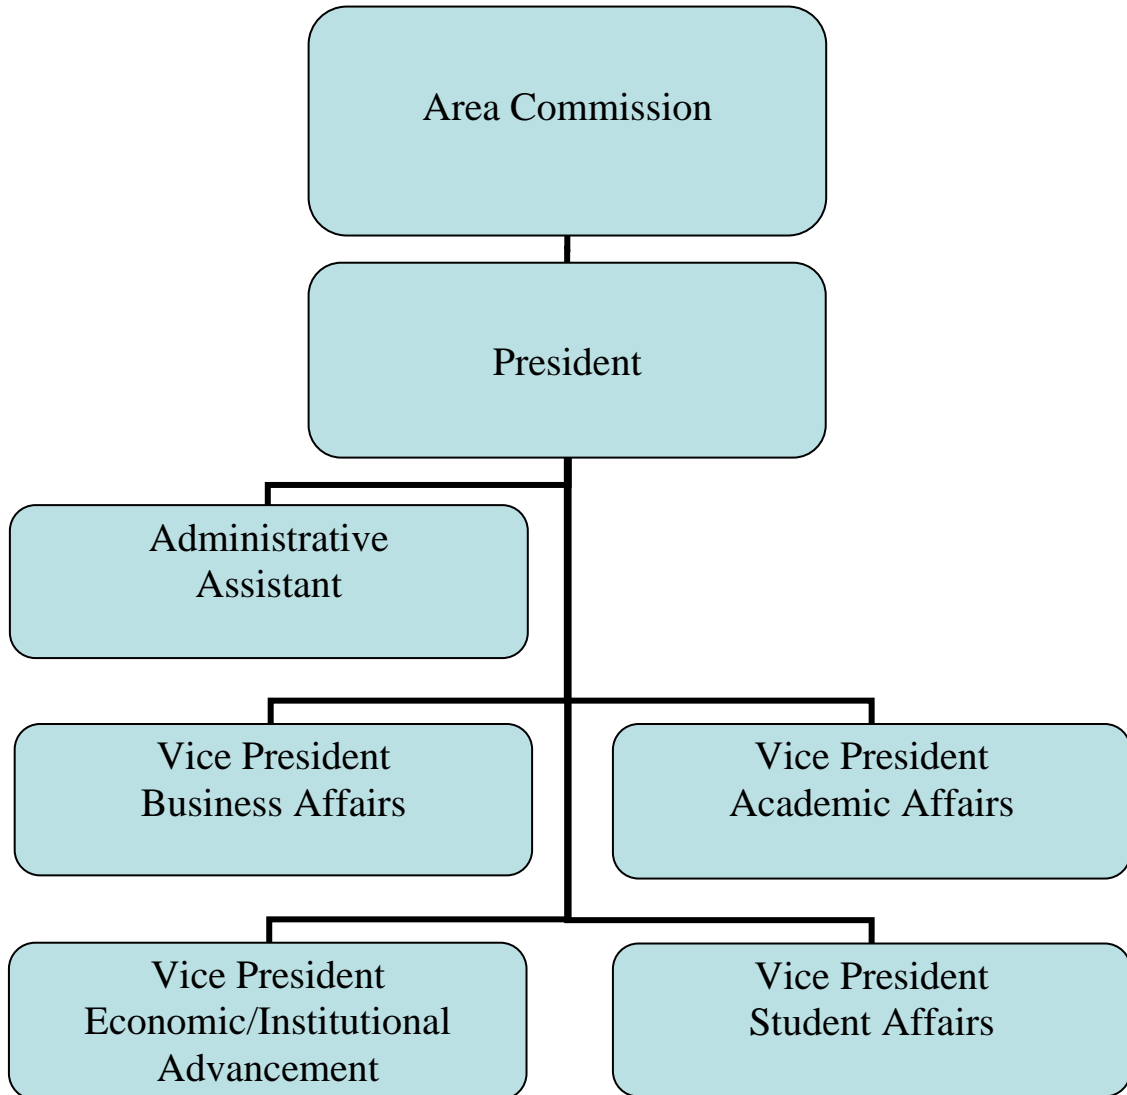 Area Commission
President
Administrative
Assistant
Vice President
Business Affairs
Vice President
Academic Affairs
Vice President
Economic/Institutional
Advancement
Vice President
Student Affairs